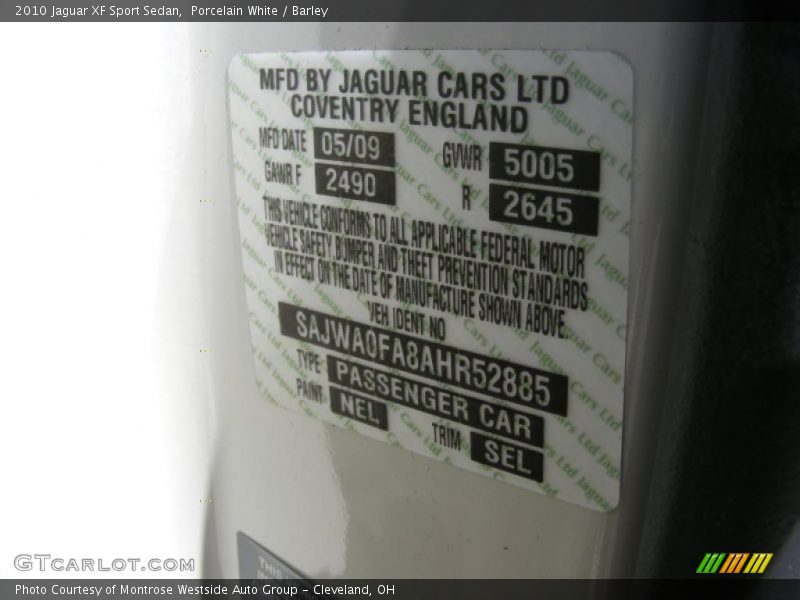 2010 Jaguar XF Sport Sedan, Porcelain White / Barley
MFD BY JAGUAR CARS LTD
COVENTRY ENGLAND
MFD DATE 05/09 GVWR 5005
GAWR F 2490 R 2645
THIS VEHICLE CONFORMS TO ALL APPLICABLE FEDERAL MOTOR
VEHICLE SAFETY BUMPER AND THEFT PREVENTION STANDARDS
IN EFFECT ON THE DATE OF MANUFACTURE SHOWN ABOVE.
VEH IDENT NO
SAJWA0FA8AHR52885
TYPE PASSENGER CAR
PAINT NEL TRIM SEL
GTCarLot.com
Photo Courtesy of Montrose Westside Auto Group - Cleveland, OH